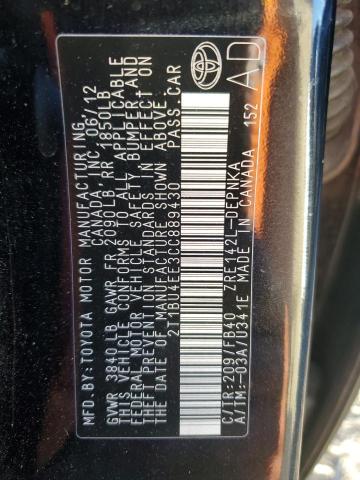 MFD.BY:TOYOTA MOTOR MANUFACTURING,
CANADA, INC. 06/12
GVWR 3840LB GAWR FR 2090LB RR 1850LB
THIS VEHICLE CONFORMS TO ALL APPLICABLE
FEDERAL MOTOR VEHICLE SAFETY, BUMPER, AND
THEFT PREVENTION STANDARDS IN EFFECT ON
THE DATE OF MANUFACTURE SHOWN ABOVE.
2T1BU4EE3CC889430 PASS.CAR
C/TR:209/FB40 ZRE142L-DEPNKA
A/TM:-03A/U341E MADE IN CANADA 152
AD